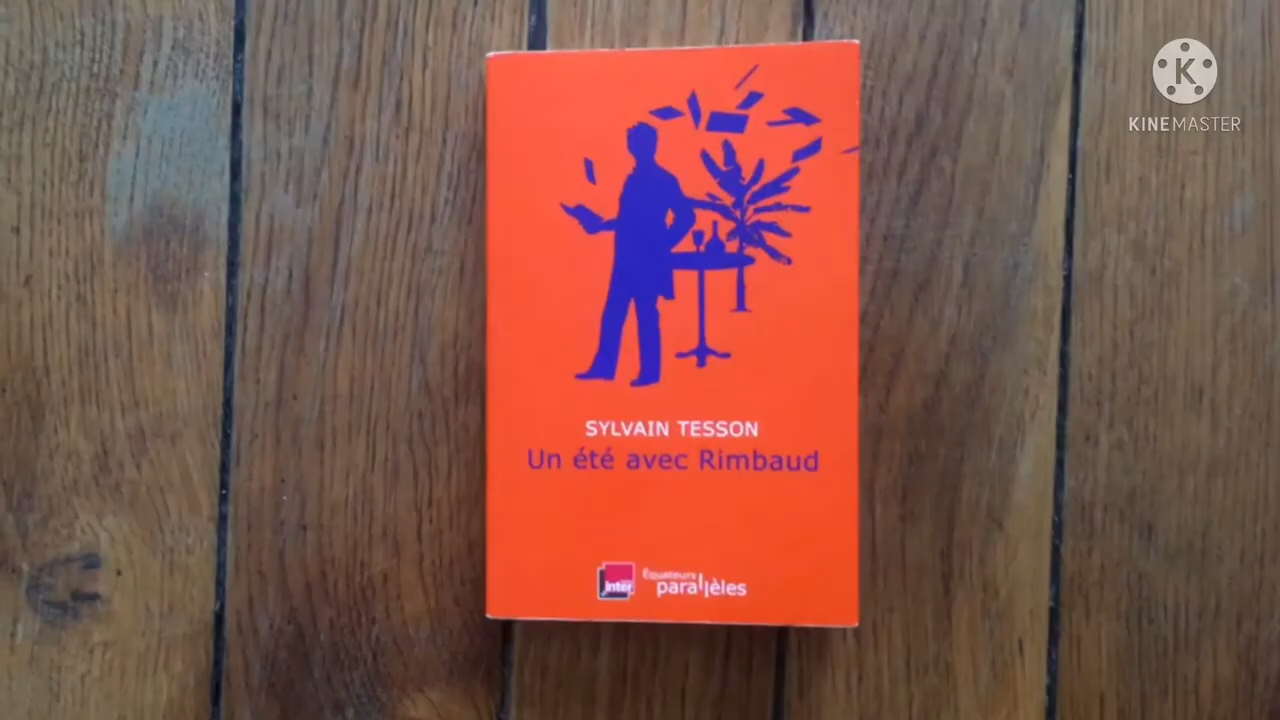 K
KINEMASTER
SYLVAIN TESSON
Un été avec Rimbaud
inter
Équateurs
parallèles